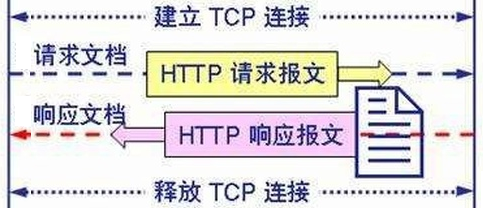 建立 TCP 连接
请求文档
HTTP 请求报文
响应文档
HTTP 响应报文
释放 TCP 连接